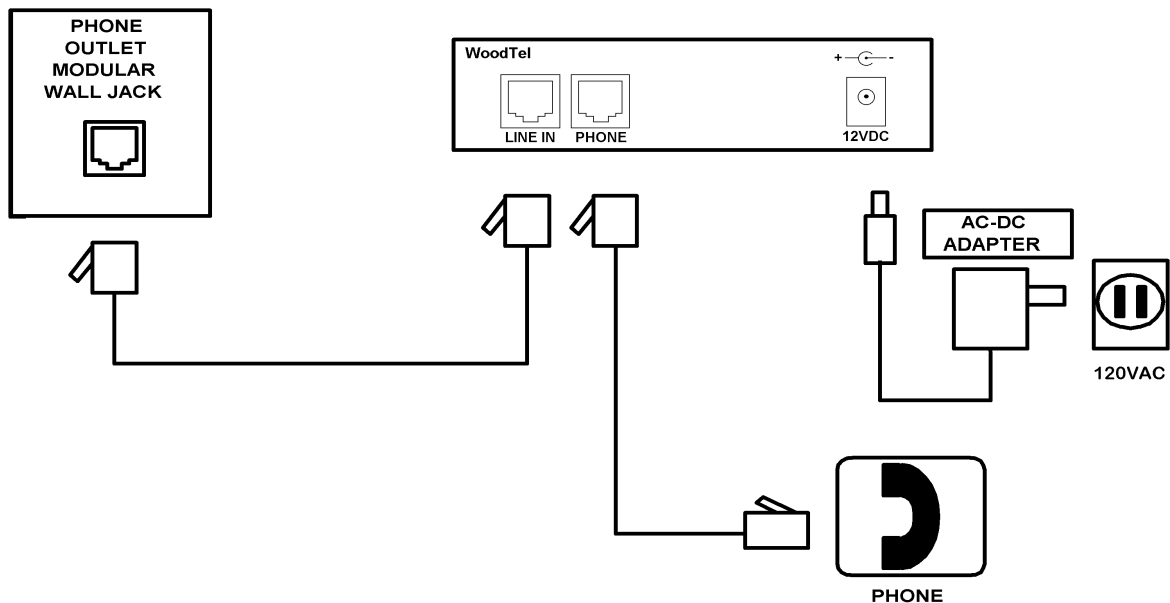 PHONE
OUTLET
MODULAR
WALL JACK
WoodTel
+ -
LINE IN
PHONE
12VDC
AC-DC
ADAPTER
120VAC
PHONE